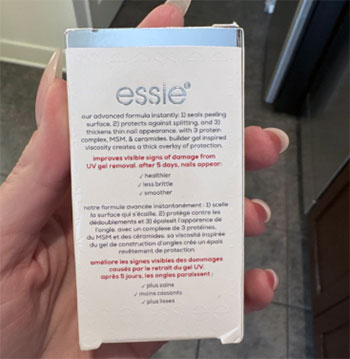 essie®
our advanced formula instantly: 1) seals peeling
surface, 2) protects against splitting, and 3)
thickens thin nail appearance. with 3 protein
complex, MSM, & ceramides. builder gel inspired
viscosity creates a thick overlay of protection.
improves visible signs of damage from
UV gel removal. after 5 days, nails appear:
✓ healthier
✓ less brittle
✓ smoother
notre formule avancée instantanément : 1) scelle
la surface qui s'écaille, 2) protège contre les
dédoublements et 3) épaissit l'apparence de
l'ongle. avec un complexe de 3 protéines,
du MSM et des céramides. sa viscosité inspirée
du gel de construction d'ongles crée un épais
revêtement de protection.
améliore les signes visibles des dommages
causés par le retrait du gel UV.
après 5 jours, les ongles paraissent :
✓ plus sains
✓ moins cassants
✓ plus lisses